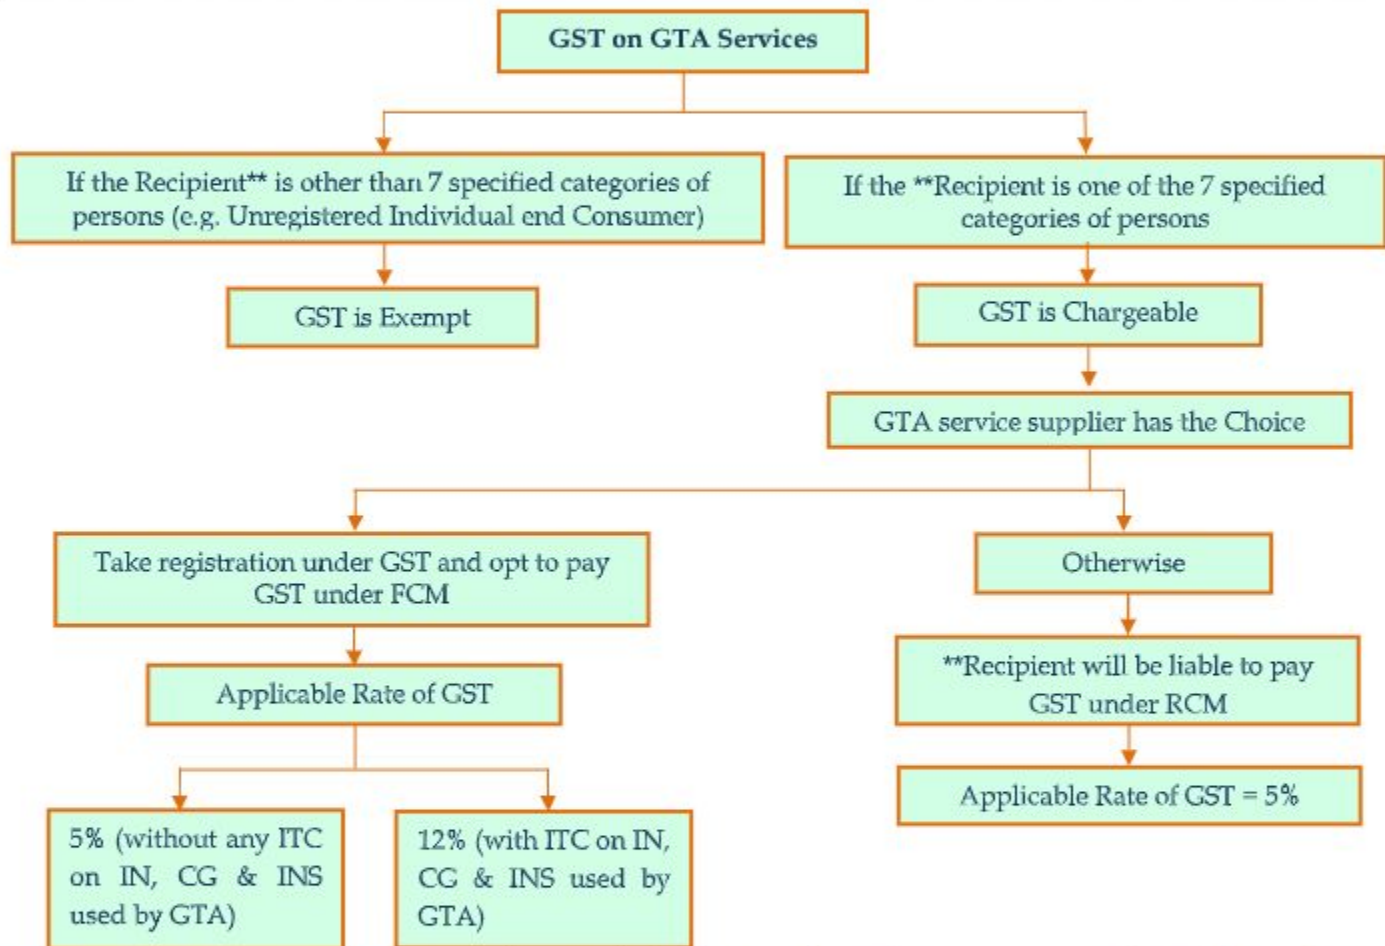 GST on GTA Services
If the Recipient** is other than 7 specified categories of
persons (e.g. Unregistered Individual end Consumer)
If the **Recipient is one of the 7 specified
categories of persons
GST is Exempt
GST is Chargeable
GTA service supplier has the Choice
Take registration under GST and opt to pay
GST under FCM
Otherwise
Applicable Rate of GST
**Recipient will be liable to pay
GST under RCM
5% (without any ITC
on IN, CG & INS
used by GTA)
12% (with ITC on IN,
CG & INS used by
GTA)
Applicable Rate of GST = 5%